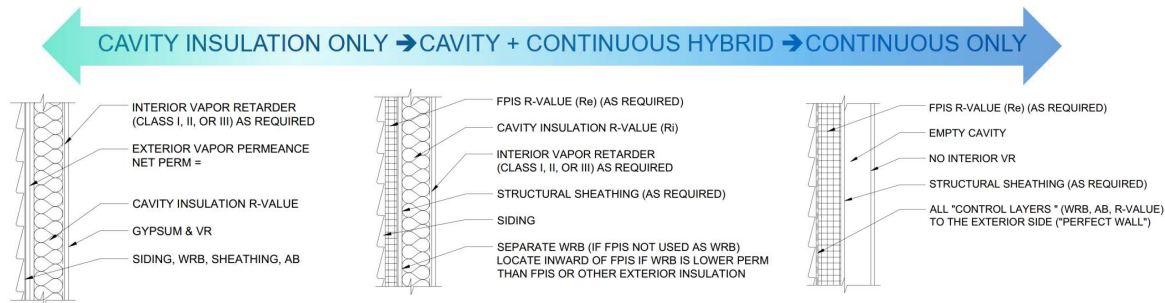 CAVITY INSULATION ONLY ➔ CAVITY + CONTINUOUS HYBRID ➔ CONTINUOUS ONLY
INTERIOR VAPOR RETARDER
(CLASS I, II, OR III) AS REQUIRED
EXTERIOR VAPOR PERMEANCE
NET PERM =
CAVITY INSULATION R-VALUE
GYPSUM & VR
SIDING, WRB, SHEATHING, AB
FPIS R-VALUE (Re) (AS REQUIRED)
CAVITY INSULATION R-VALUE (Ri)
INTERIOR VAPOR RETARDER
(CLASS I, II, OR III) AS REQUIRED
STRUCTURAL SHEATHING (AS REQUIRED)
SIDING
SEPARATE WRB (IF FPIS NOT USED AS WRB)
LOCATE INWARD OF FPIS IF WRB IS LOWER PERM
THAN FPIS OR OTHER EXTERIOR INSULATION
FPIS R-VALUE (Re) (AS REQUIRED)
EMPTY CAVITY
NO INTERIOR VR
STRUCTURAL SHEATHING (AS REQUIRED)
ALL "CONTROL LAYERS " (WRB, AB, R-VALUE)
TO THE EXTERIOR SIDE ("PERFECT WALL")